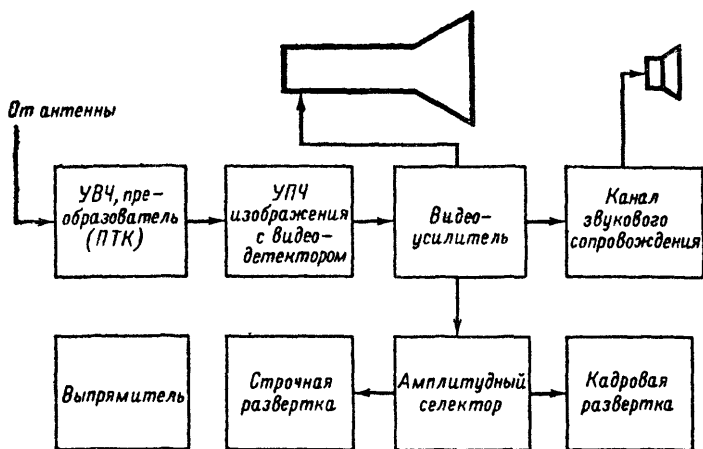 От антенны
УВЧ, пре-
образователь
(ПТК)
УПЧ
изображения
с видео-
детектором
Видео-
усилитель
Канал
звукового
сопровождения
Выпрямитель
Строчная
развертка
Амплитудный
селектор
Кадровая
развертка